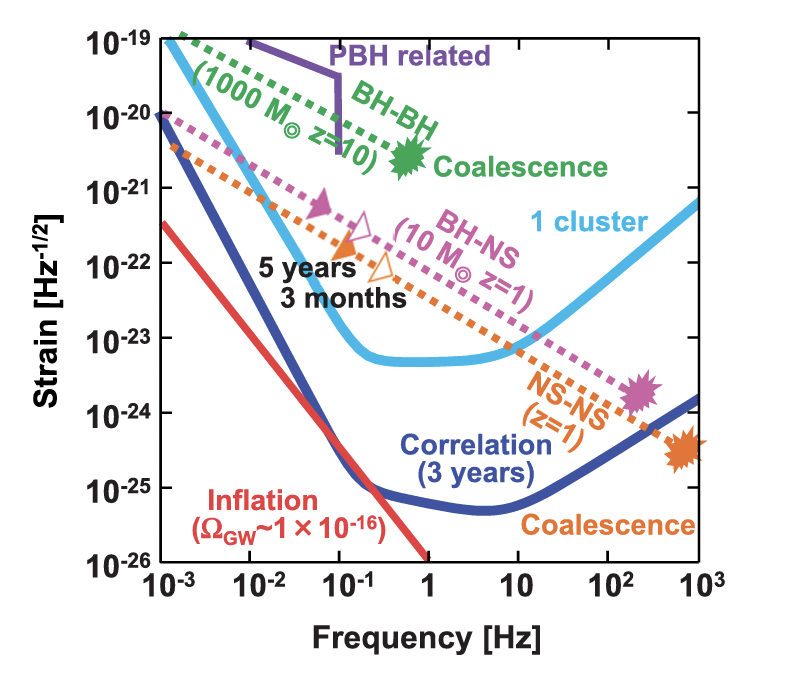 10⁻¹⁹
10⁻²⁰
10⁻²¹
10⁻²²
10⁻²³
10⁻²⁴
10⁻²⁵
10⁻²⁶
Strain [Hz⁻¹/²]
PBH related
BH-BH
(1000 M⊚ z=10)
Coalescence
1 cluster
BH-NS
(10 M⊚ z=1)
5 years
3 months
NS-NS
(z=1)
Correlation
(3 years)
Inflation
(Ω_GW~1 × 10⁻¹⁶)
Coalescence
10⁻³
10⁻²
10⁻¹
1
10
10²
10³
Frequency [Hz]